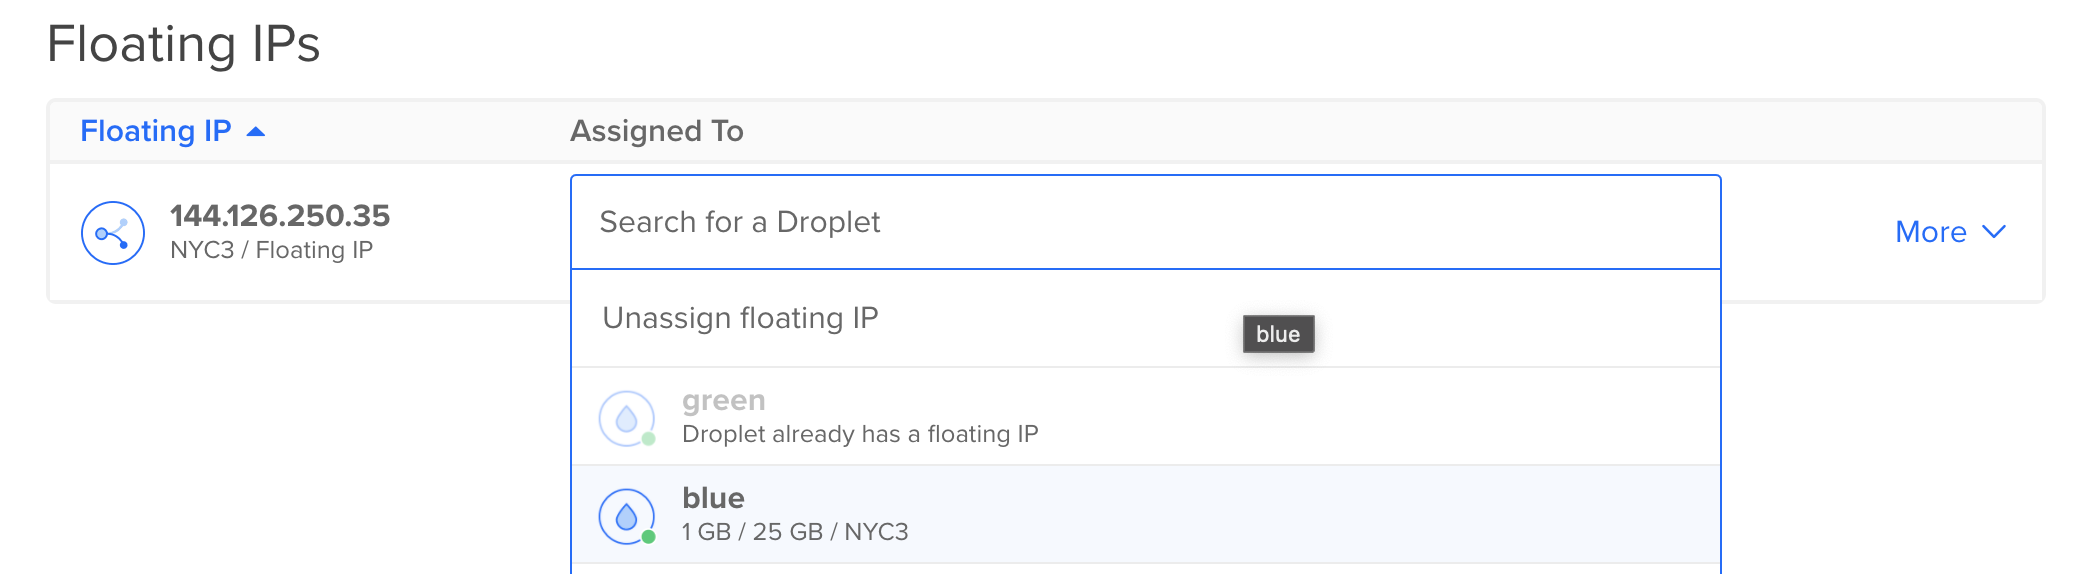 Floating IPs
Floating IP
Assigned To
144.126.250.35
NYC3 / Floating IP
Search for a Droplet
More
Unassign floating IP
blue
green
Droplet already has a floating IP
blue
1 GB / 25 GB / NYC3